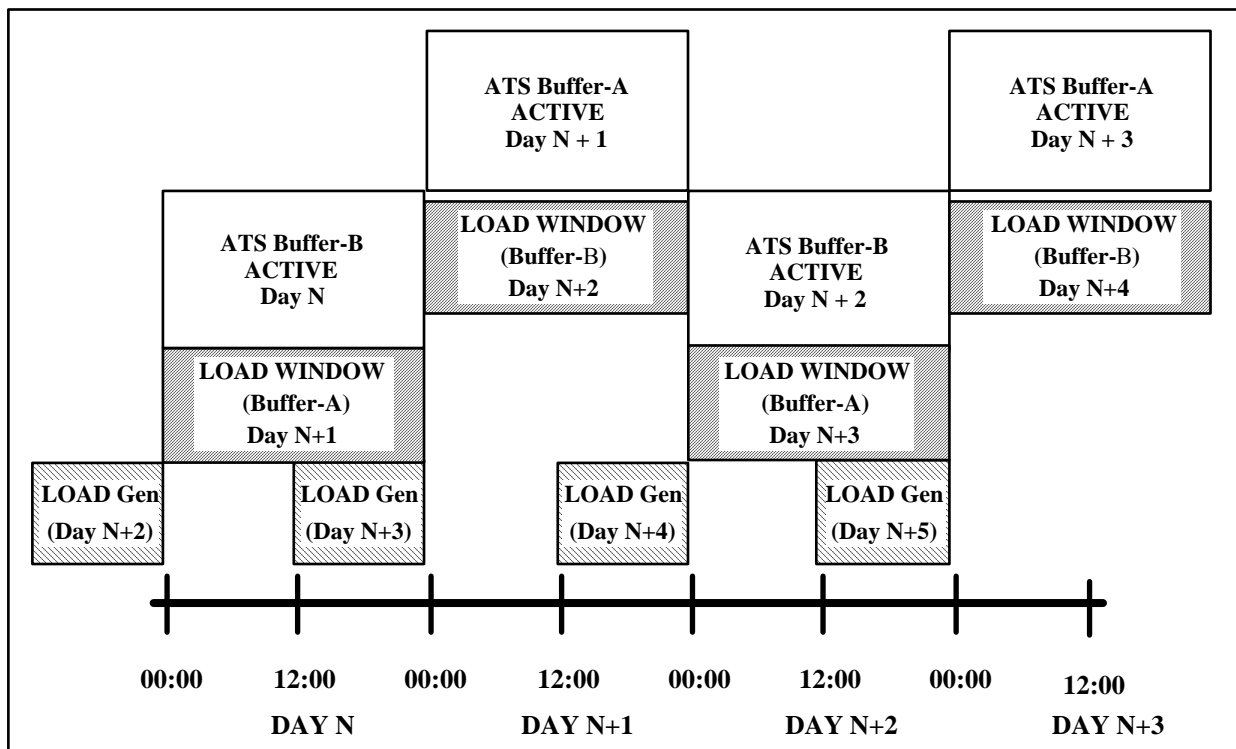 ATS Buffer-A
ACTIVE
Day N + 1
ATS Buffer-A
ACTIVE
Day N + 3
ATS Buffer-B
ACTIVE
Day N
LOAD WINDOW
(Buffer-B)
Day N+2
ATS Buffer-B
ACTIVE
Day N + 2
LOAD WINDOW
(Buffer-B)
Day N+4
LOAD WINDOW
(Buffer-A)
Day N+1
LOAD WINDOW
(Buffer-A)
Day N+3
LOAD Gen
(Day N+2)
LOAD Gen
(Day N+3)
LOAD Gen
(Day N+4)
LOAD Gen
(Day N+5)
00:00 12:00 00:00 12:00 00:00 12:00 00:00 12:00
DAY N DAY N+1 DAY N+2 DAY N+3